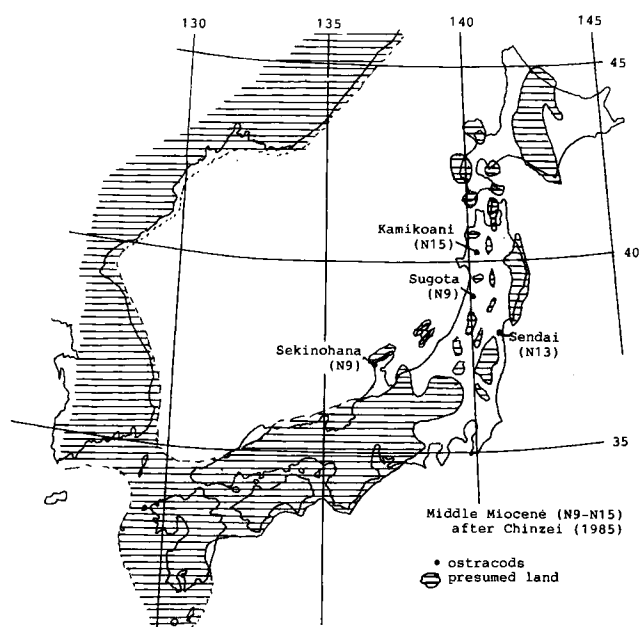 130
135
140
145
45
Kamikoani
(N15)
40
Sugota
(N9)
Sendai
(N13)
Sekinohana
(N9)
35
Middle Miocene (N9-N15)
after Chinzei (1985)
ostracods
presumed land